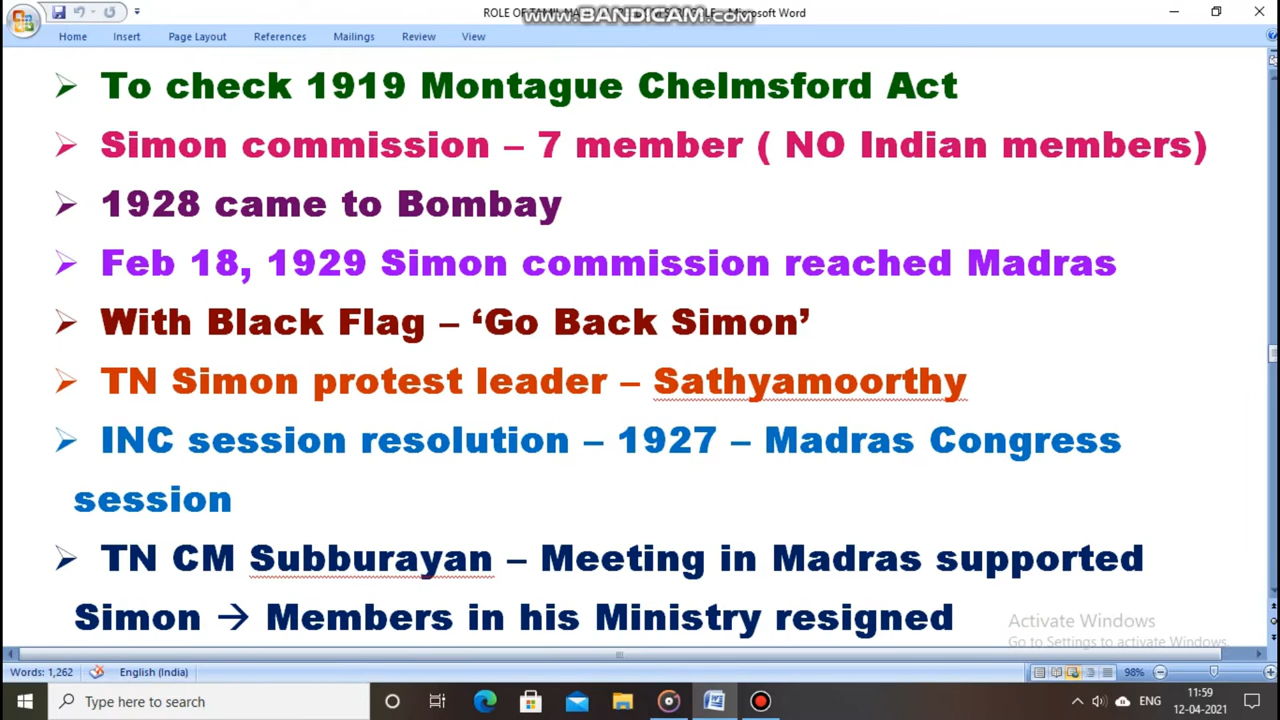 ROLE OF TAMIL
www.BANDICAM.com
Microsoft Word
Home Insert Page Layout References Mailings Review View
➢ To check 1919 Montague Chelmsford Act
➢ Simon commission – 7 member ( NO Indian members)
➢ 1928 came to Bombay
➢ Feb 18, 1929 Simon commission reached Madras
➢ With Black Flag – ‘Go Back Simon’
➢ TN Simon protest leader – Sathyamoorthy
➢ INC session resolution – 1927 – Madras Congress
session
➢ TN CM Subburayan – Meeting in Madras supported
Simon → Members in his Ministry resigned
Activate Windows
Go to Settings to activate Windows.
Words: 1,262 English (India) 98%
Type here to search
ENG
11:59
12-04-2021